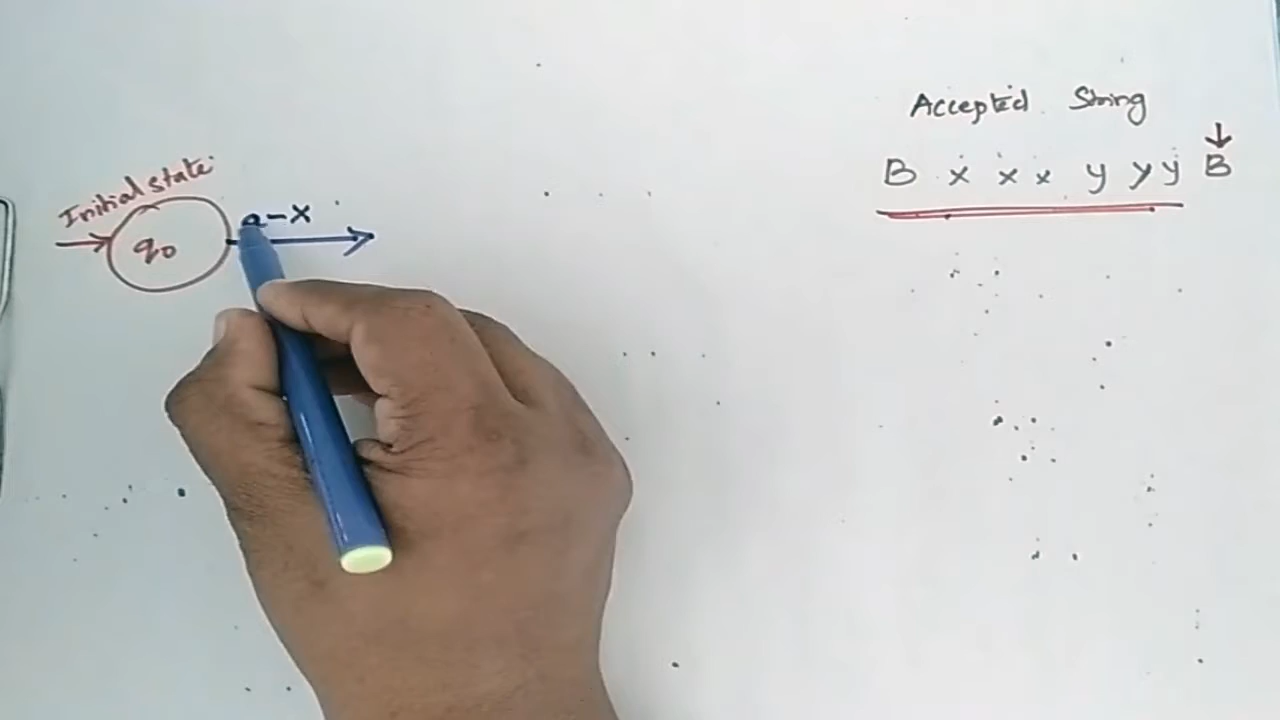 Accepted String
B x x x y y y B
Initial state
a-x
q0